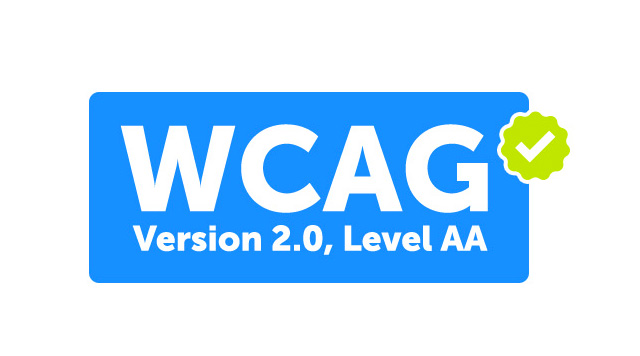 WCAG
Version 2.0, Level AA